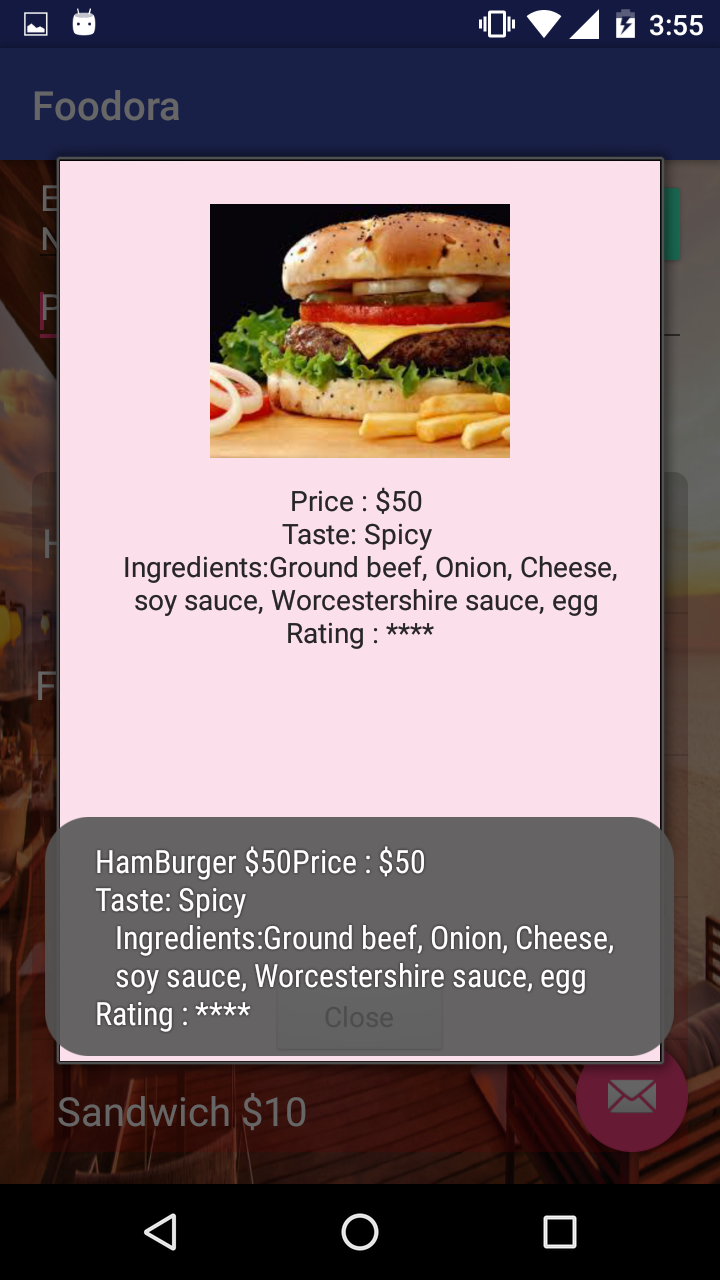 3:55
Foodora
Price : $50
Taste: Spicy
Ingredients:Ground beef, Onion, Cheese,
soy sauce, Worcestershire sauce, egg
Rating : ****
HamBurger $50Price : $50
Taste: Spicy
Ingredients:Ground beef, Onion, Cheese,
soy sauce, Worcestershire sauce, egg
Rating : ****
Close
Sandwich $10